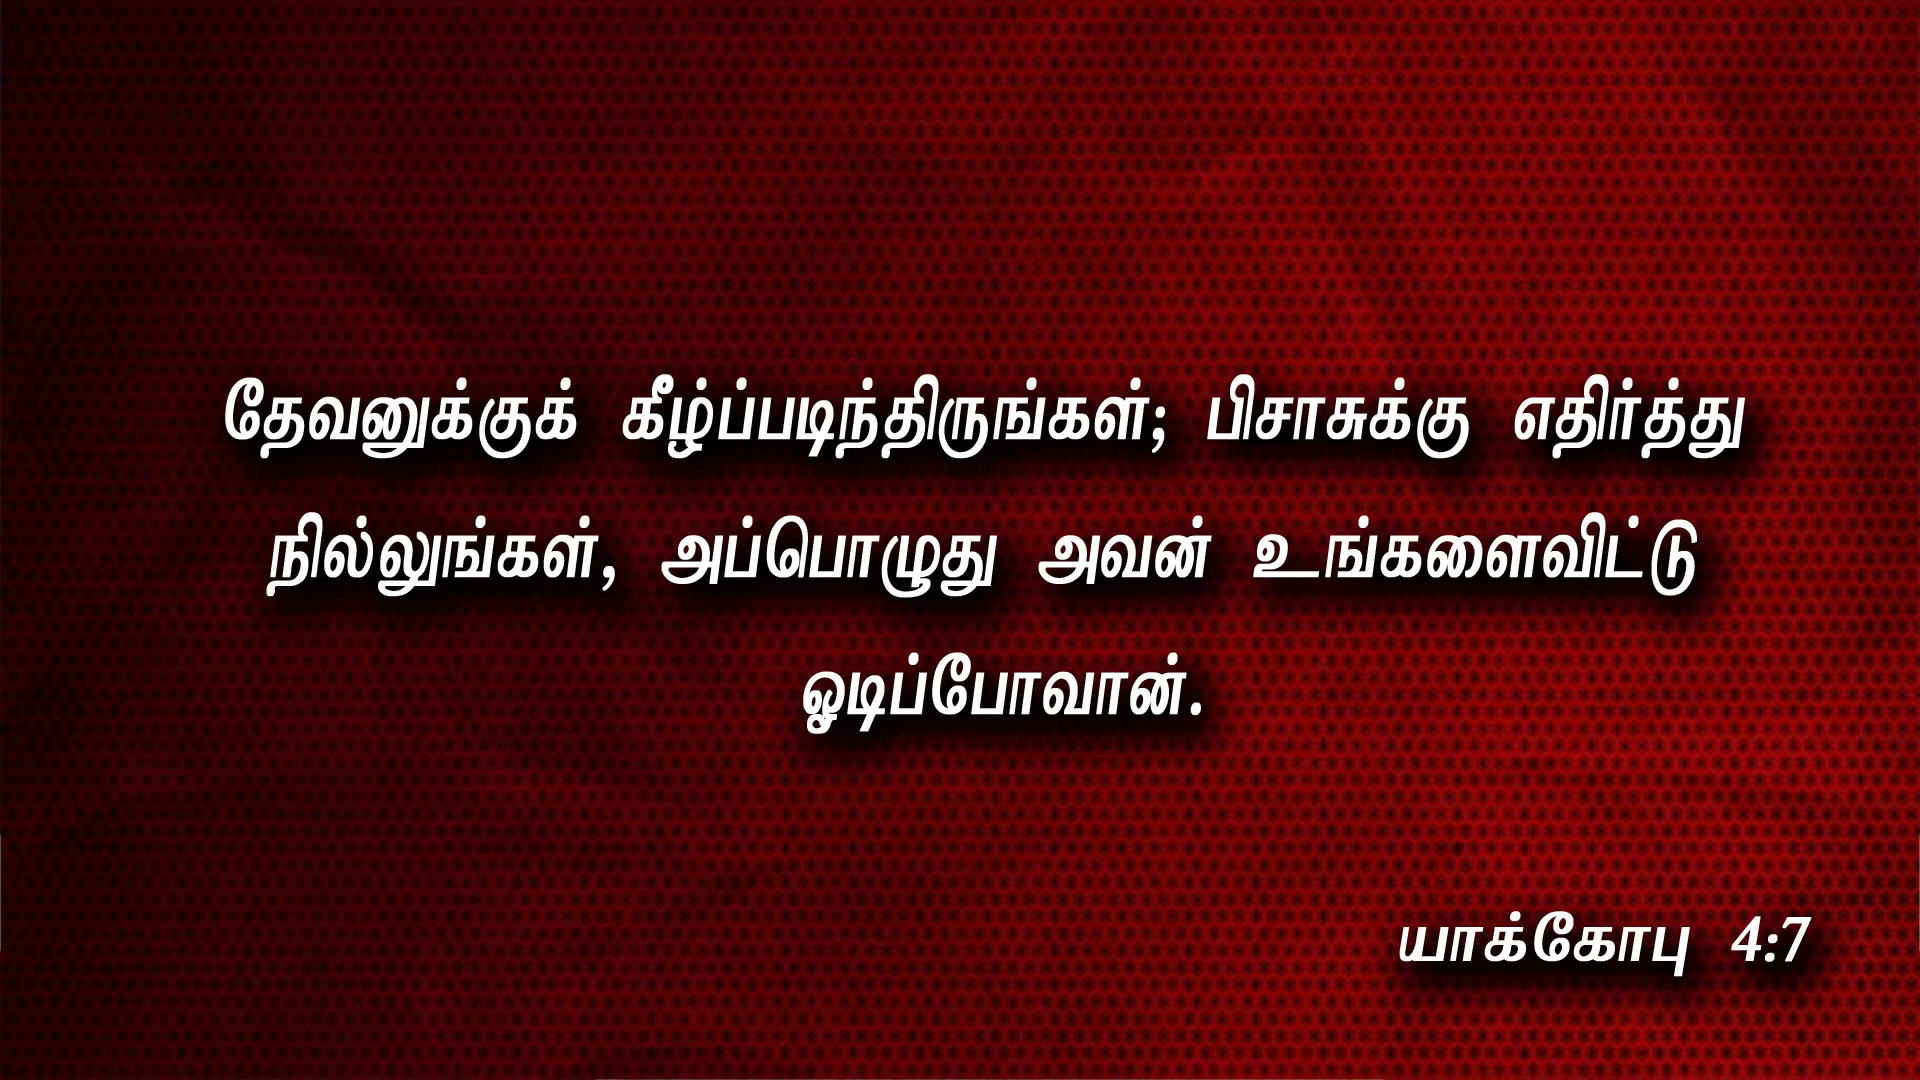 தேவனுக்குக் கீழ்ப்படிந்திருங்கள்; பிசாசுக்கு எதிர்த்து
நில்லுங்கள், அப்பொழுது அவன் உங்களைவிட்டு
ஓடிப்போவான்.
யாக்கோபு 4:7